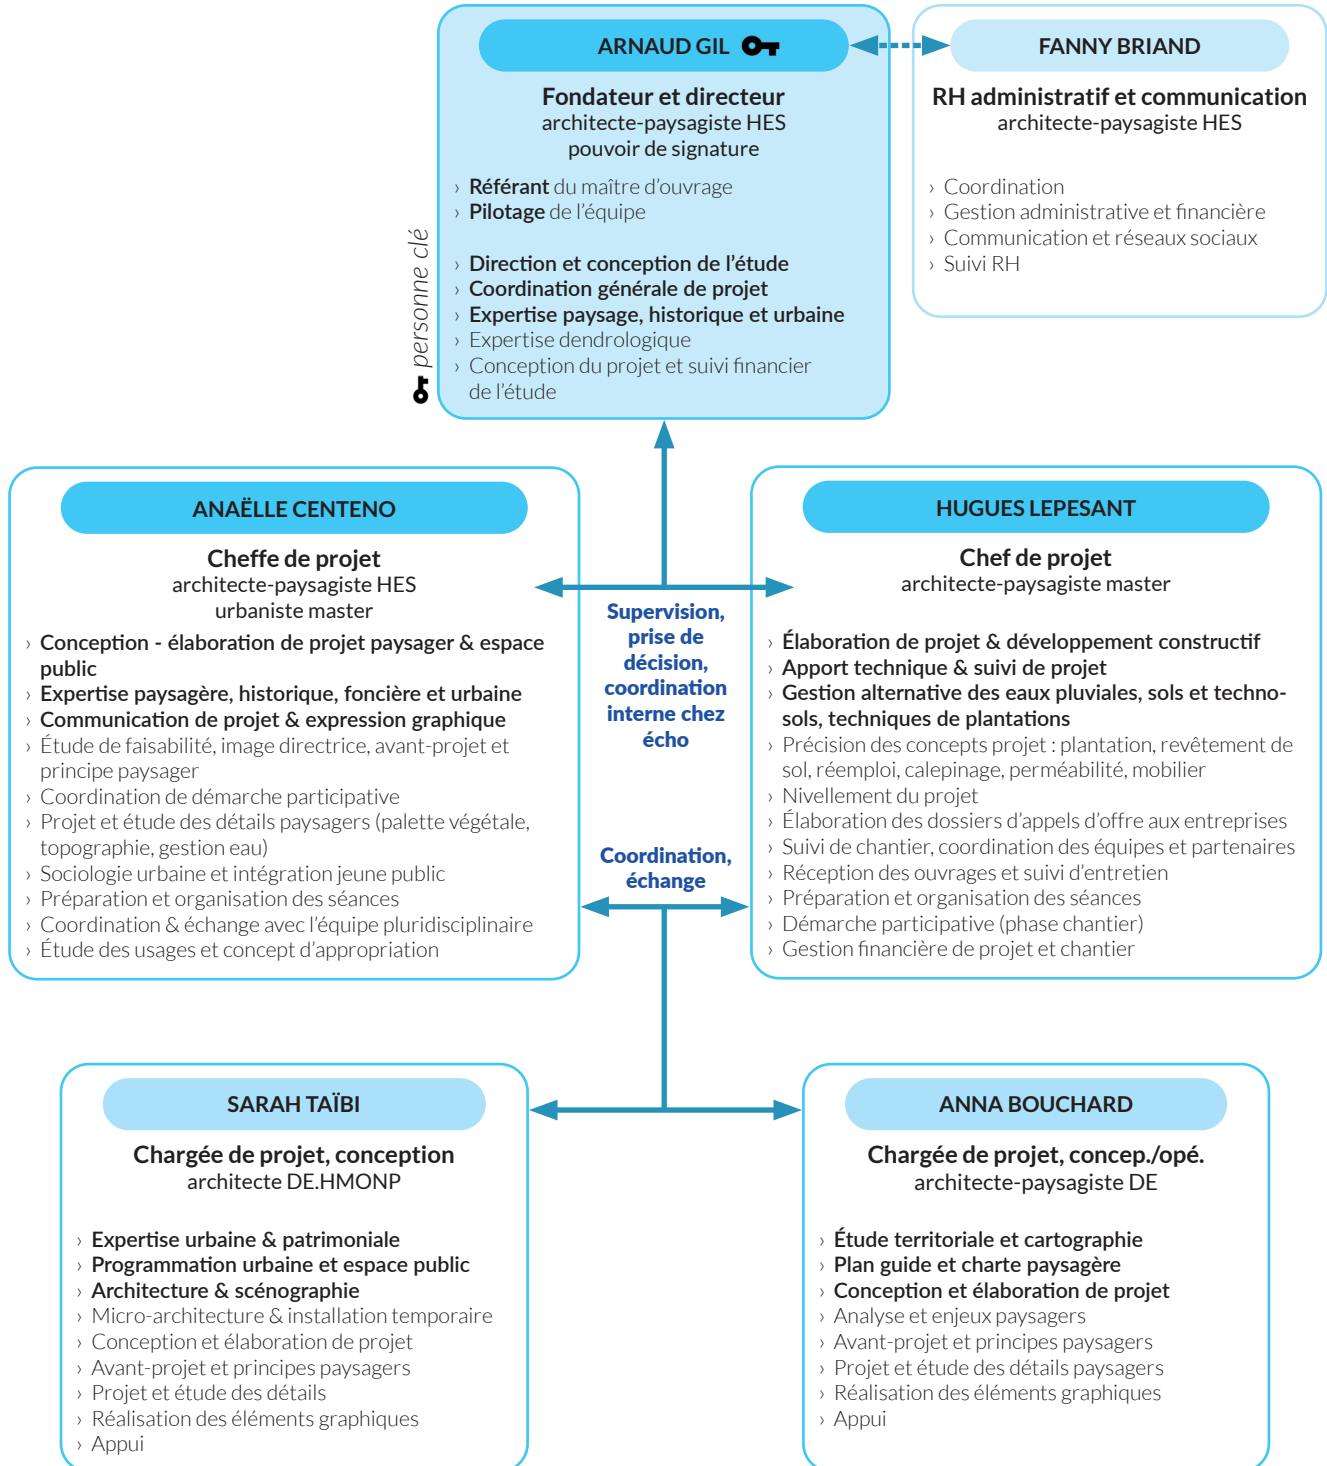 ARNAUD GIL
Fondateur et directeur
architecte-paysagiste HES
pouvoir de signature
› Référant du maître d'ouvrage
› Pilotage de l'équipe
› Direction et conception de l'étude
› Coordination générale de projet
› Expertise paysage, historique et urbaine
› Expertise dendrologique
› Conception du projet et suivi financier
de l'étude
personne clé
FANNY BRIAND
RH administratif et communication
architecte-paysagiste HES
› Coordination
› Gestion administrative et financière
› Communication et réseaux sociaux
› Suivi RH
ANAËLLE CENTENO
Cheffe de projet
architecte-paysagiste HES
urbaniste master
› Conception - élaboration de projet paysager & espace
public
› Expertise paysagère, historique, foncière et urbaine
› Communication de projet & expression graphique
› Étude de faisabilité, image directrice, avant-projet et
principe paysager
› Coordination de démarche participative
› Projet et étude des détails paysagers (palette végétale,
topographie, gestion eau)
› Sociologie urbaine et intégration jeune public
› Préparation et organisation des séances
› Coordination & échange avec l'équipe pluridisciplinaire
› Étude des usages et concept d'appropriation
Supervision,
prise de
décision,
coordination
interne chez
écho
Coordination,
échange
HUGUES LEPESANT
Chef de projet
architecte-paysagiste master
› Élaboration de projet & développement constructif
› Apport technique & suivi de projet
› Gestion alternative des eaux pluviales, sols et techno-
sols, techniques de plantations
› Précision des concepts projet : plantation, revêtement de
sol, réemploi, calepinage, perméabilité, mobilier
› Nivellement du projet
› Élaboration des dossiers d'appels d'offre aux entreprises
› Suivi de chantier, coordination des équipes et partenaires
› Réception des ouvrages et suivi d'entretien
› Préparation et organisation des séances
› Démarche participative (phase chantier)
› Gestion financière de projet et chantier
SARAH TAÏBI
Chargée de projet, conception
architecte DE.HMONP
› Expertise urbaine & patrimoniale
› Programmation urbaine et espace public
› Architecture & scénographie
› Micro-architecture & installation temporaire
› Conception et élaboration de projet
› Avant-projet et principes paysagers
› Projet et étude des détails
› Réalisation des éléments graphiques
› Appui
ANNA BOUCHARD
Chargée de projet, concep./opé.
architecte-paysagiste DE
› Étude territoriale et cartographie
› Plan guide et charte paysagère
› Conception et élaboration de projet
› Analyse et enjeux paysagers
› Avant-projet et principes paysagers
› Projet et étude des détails paysagers
› Réalisation des éléments graphiques
› Appui